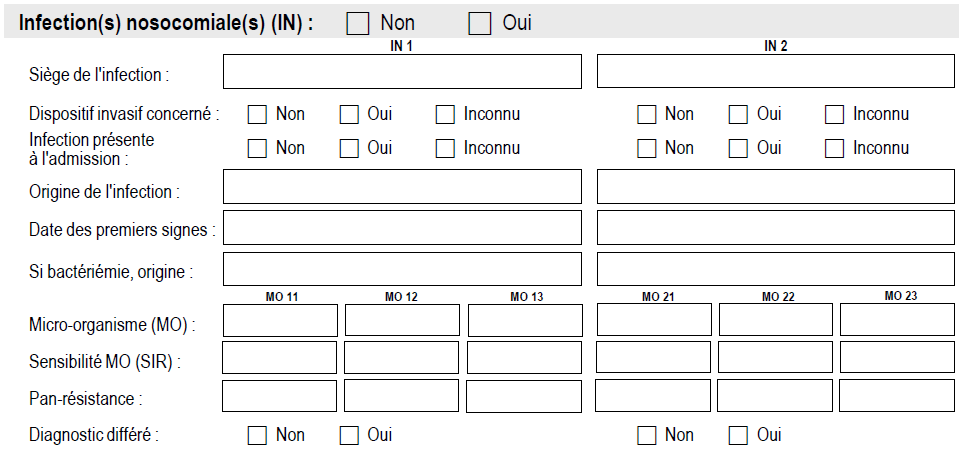 Infection(s) nosocomiale(s) (IN) : Non Oui
IN 1 IN 2
Siège de l'infection :
Dispositif invasif concerné : Non Oui Inconnu Non Oui Inconnu
Infection présente
à l'admission : Non Oui Inconnu Non Oui Inconnu
Origine de l'infection :
Date des premiers signes :
Si bactériémie, origine :
MO 11 MO 12 MO 13 MO 21 MO 22 MO 23
Micro-organisme (MO) :
Sensibilité MO (SIR) :
Pan-résistance :
Diagnostic différé : Non Oui Non Oui